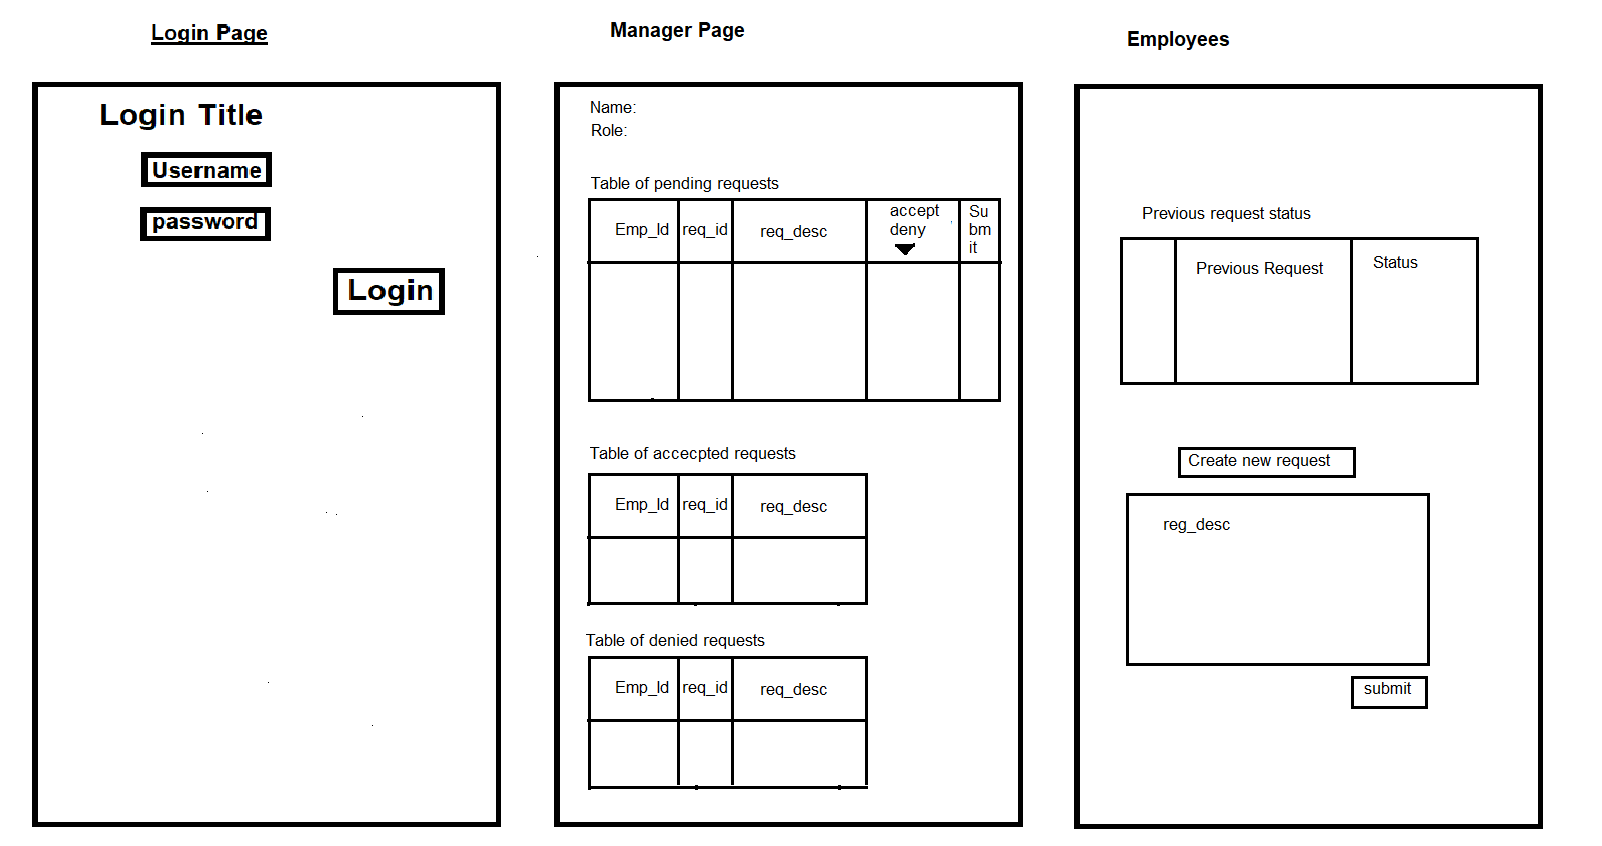 Login Page
Login Title
Username
password
Login
Manager Page
Name:
Role:
Table of pending requests
Emp_Id req_id req_desc accept deny Su bm it
Table of accecpted requests
Emp_Id req_id req_desc
Table of denied requests
Emp_Id req_id req_desc
Employees
Previous request status
Previous Request Status
Create new request
reg_desc
submit